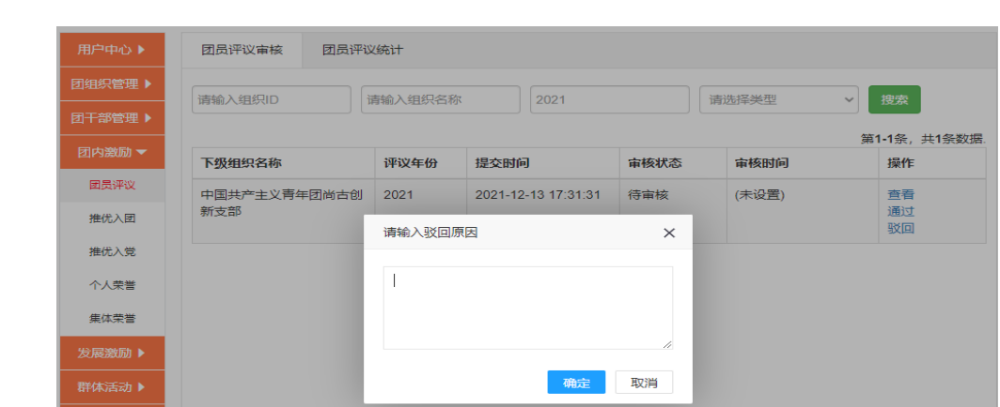 用户中心
团组织管理
团干部管理
团内激励
团员评议
推优入团
推优入党
个人荣誉
集体荣誉
发展激励
群体活动
团员评议审核 团员评议统计
请输入组织ID 请输入组织名称 2021 请选择类型 搜索
第1-1条，共1条数据.
下级组织名称 评议年份 提交时间 审核状态 审核时间 操作
中国共产主义青年团尚古创 2021 2021-12-13 17:31:31 待审核 (未设置) 查看
新支部 通过
驳回
请输入驳回原因
确定 取消